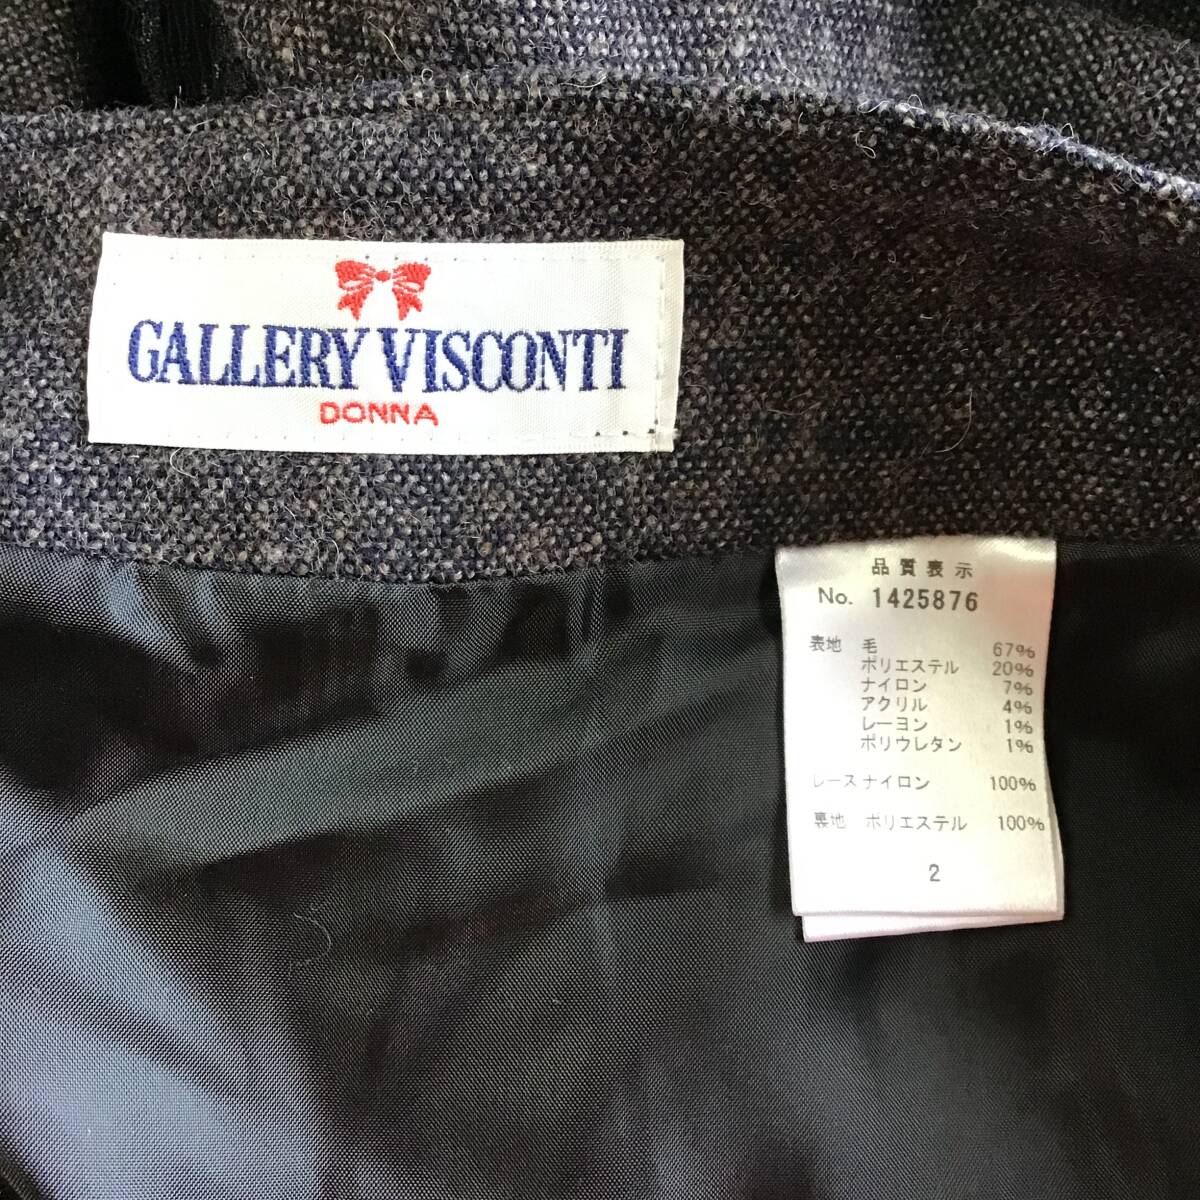 GALLERY VISCONTI
DONNA
品質表示
No. 1425876
表地 毛 67%
ポリエステル 20%
ナイロン 7%
アクリル 4%
レーヨン 1%
ポリウレタン 1%
レース ナイロン 100%
裏地 ポリエステル 100%
2